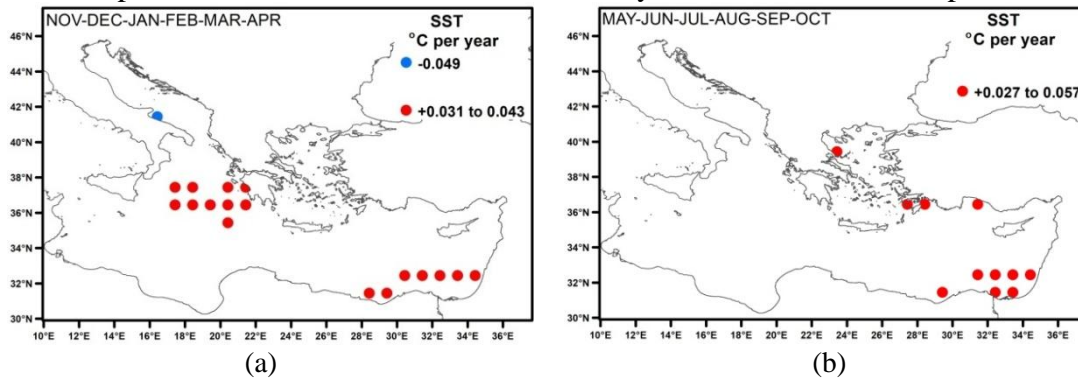 NOV-DEC-JAN-FEB-MAR-APR
SST
°C per year
-0.049
+0.031 to 0.043
46°N
44°N
42°N
40°N
38°N
36°N
34°N
32°N
30°N
10°E 12°E 14°E 16°E 18°E 20°E 22°E 24°E 26°E 28°E 30°E 32°E 34°E 36°E
(a)
MAY-JUN-JUL-AUG-SEP-OCT
SST
°C per year
+0.027 to 0.057
46°N
44°N
42°N
40°N
38°N
36°N
34°N
32°N
30°N
10°E 12°E 14°E 16°E 18°E 20°E 22°E 24°E 26°E 28°E 30°E 32°E 34°E 36°E
(b)